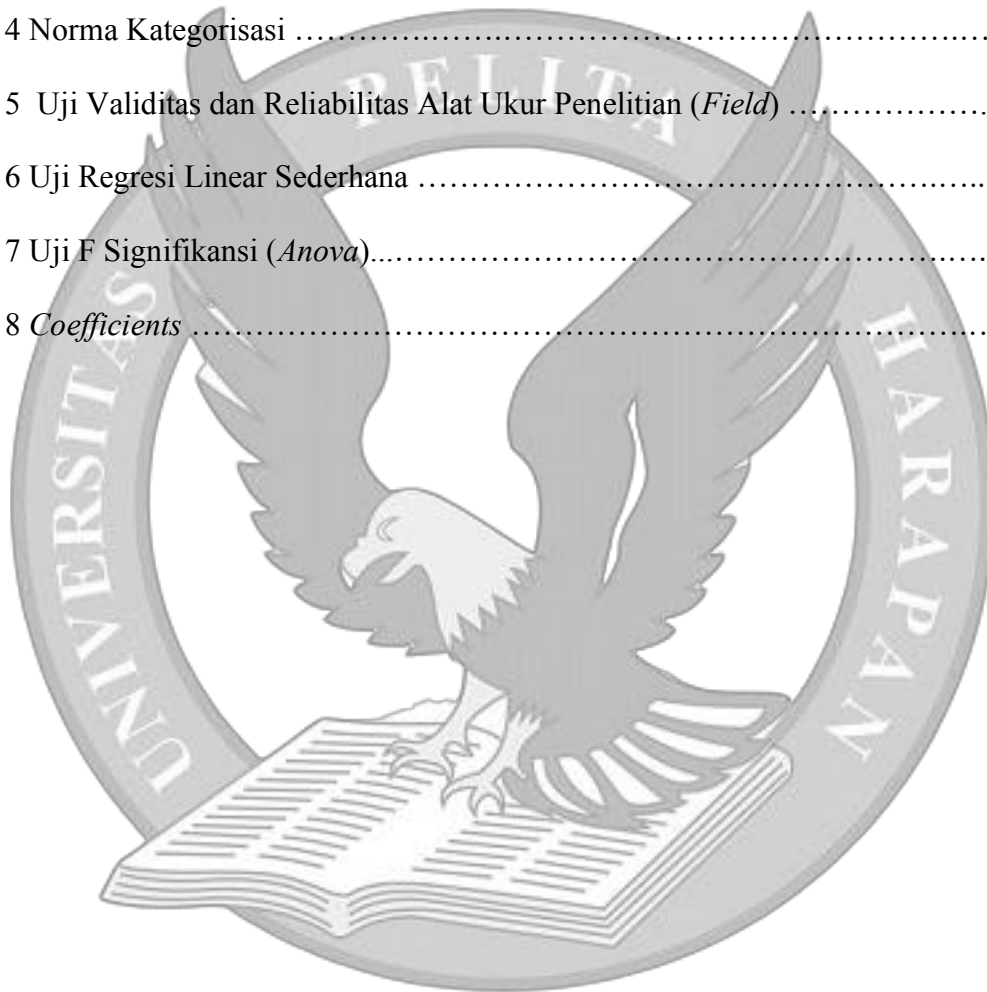 4 Norma Kategorisasi …………..…….……………………………………….…
5 Uji Validitas dan Reliabilitas Alat Ukur Penelitian (Field) ……………….
6 Uji Regresi Linear Sederhana …………………………………………….…..
7 Uji F Signifikansi (Anova)...……………………………………………….….
8 Coefficients ……………………………………………………………………
UNIVERSITAS PELITA HARAPAN